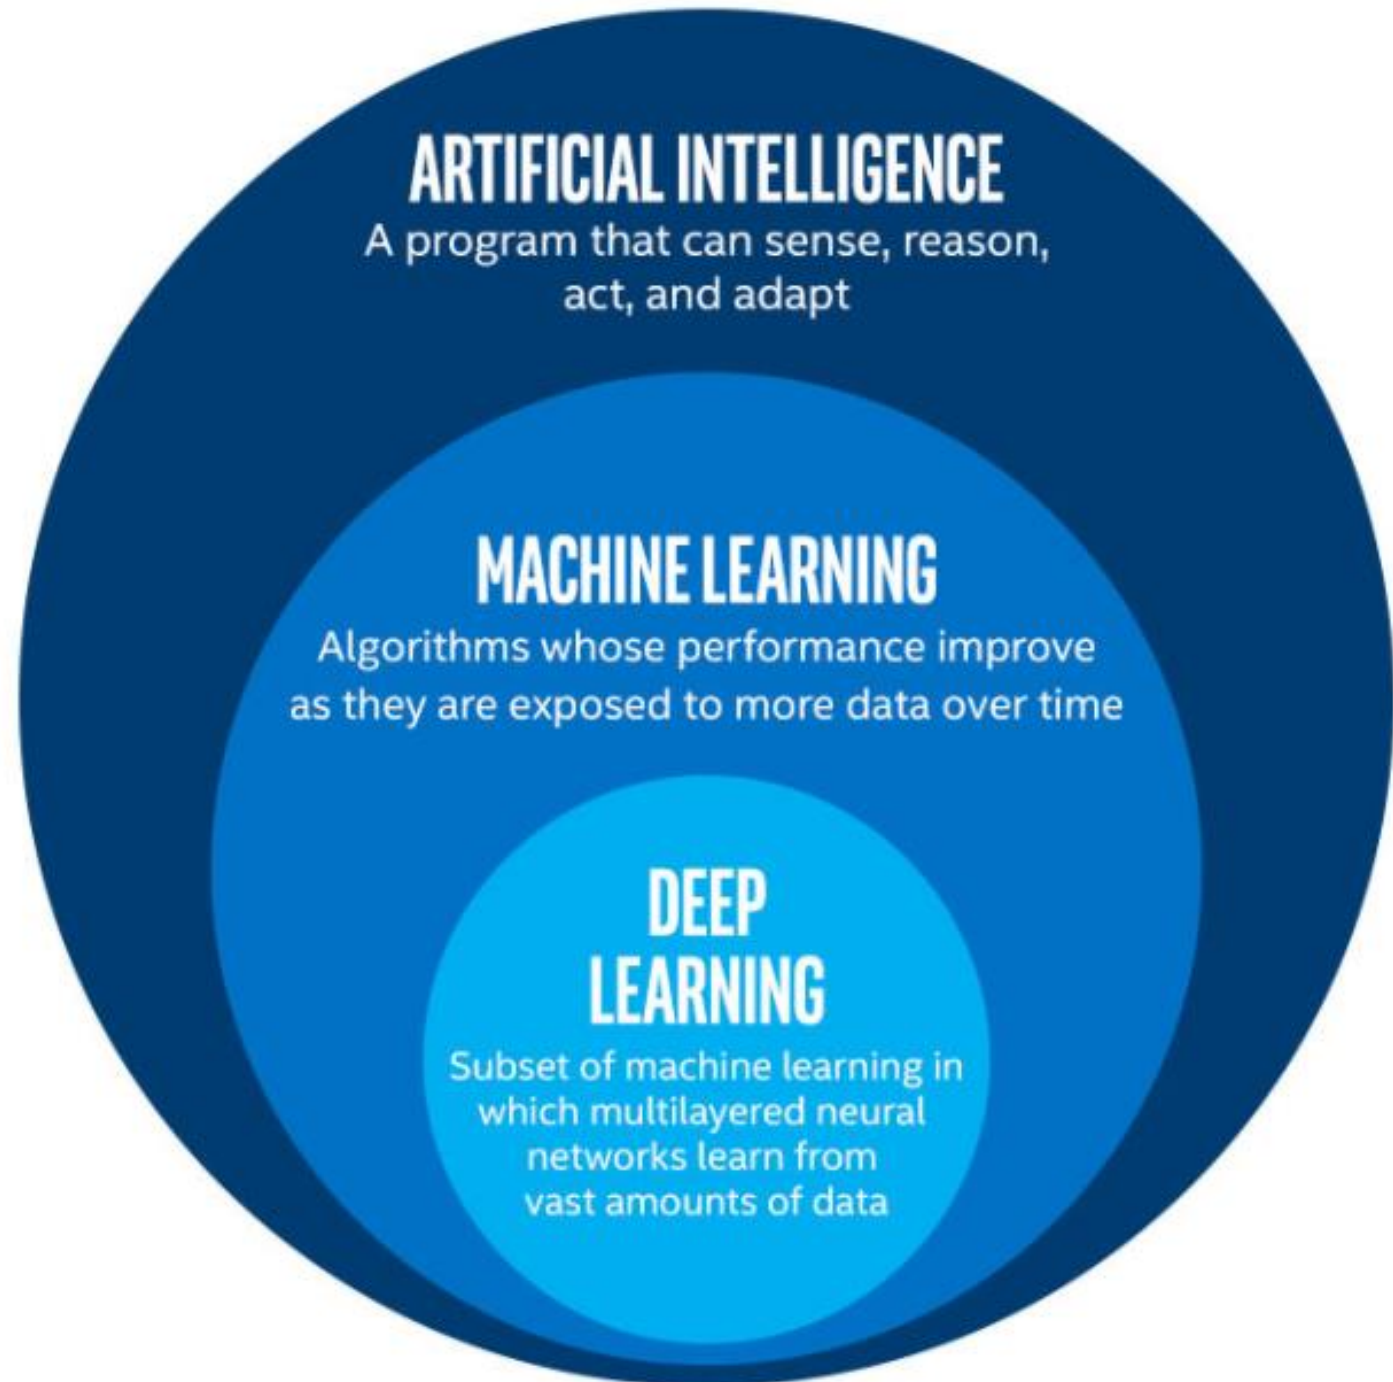 ARTIFICIAL INTELLIGENCE
A program that can sense, reason,
act, and adapt
MACHINE LEARNING
Algorithms whose performance improve
as they are exposed to more data over time
DEEP
LEARNING
Subset of machine learning in
which multilayered neural
networks learn from
vast amounts of data